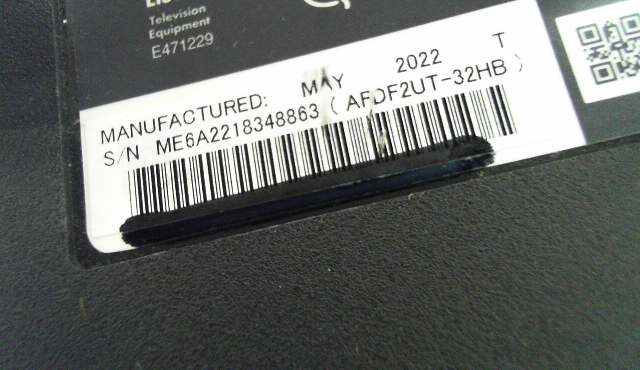 Television
Equipment
E471229
MANUFACTURED: MAY 2022 T
S/N ME6A2218348863 ( AFDF2UT-32HB )